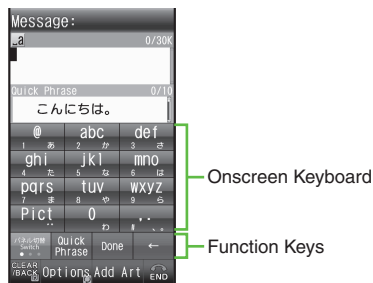 Message:
_a 0/30K
Quick Phrase 0/10
こんにちは。
@ abc def
1 あ 2 か 3 さ
ghi jkl mno
4 た 5 な 6 は
pqrs tuv wxyz
7 ま 8 や 9 ら
Pict 0 ,.
わ # 、。
パネル切替 Switch Quick Phrase Done ←
CLEAR /BACK Options Add Art END
Onscreen Keyboard
Function Keys